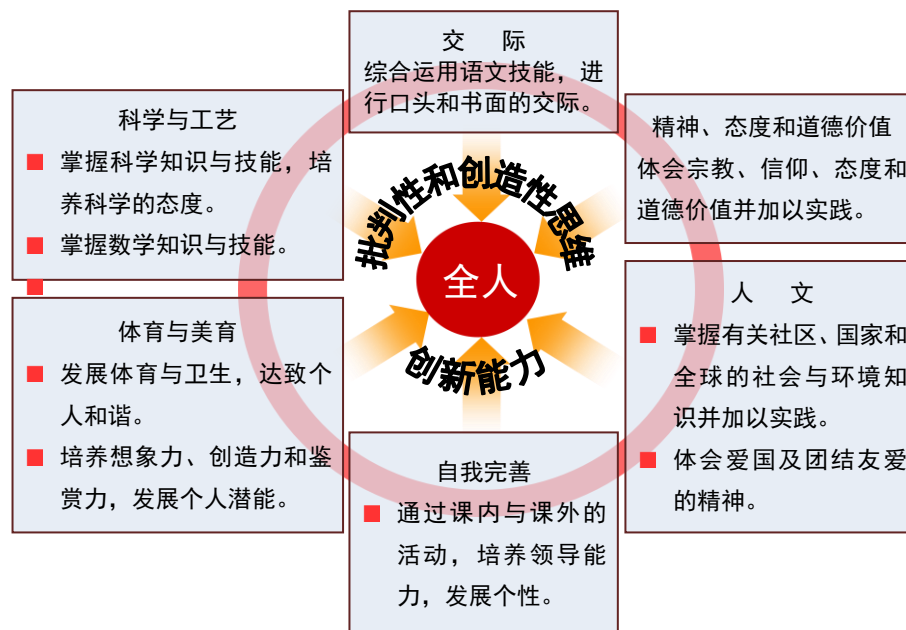 交 际
综合运用语文技能，进
行口头和书面的交际。
科学与工艺
掌握科学知识与技能，培
养科学的态度。
掌握数学知识与技能。
精神、态度和道德价值
体会宗教、信仰、态度和
道德价值并加以实践。
批判性和创造性思维
全人
创新能力
体育与美育
发展体育与卫生，达致个
人和谐。
培养想象力、创造力和鉴
赏力，发展个人潜能。
人 文
掌握有关社区、国家和
全球的社会与环境知
识并加以实践。
体会爱国及团结友爱
的精神。
自我完善
通过课内与课外的
活动，培养领导能
力，发展个性。